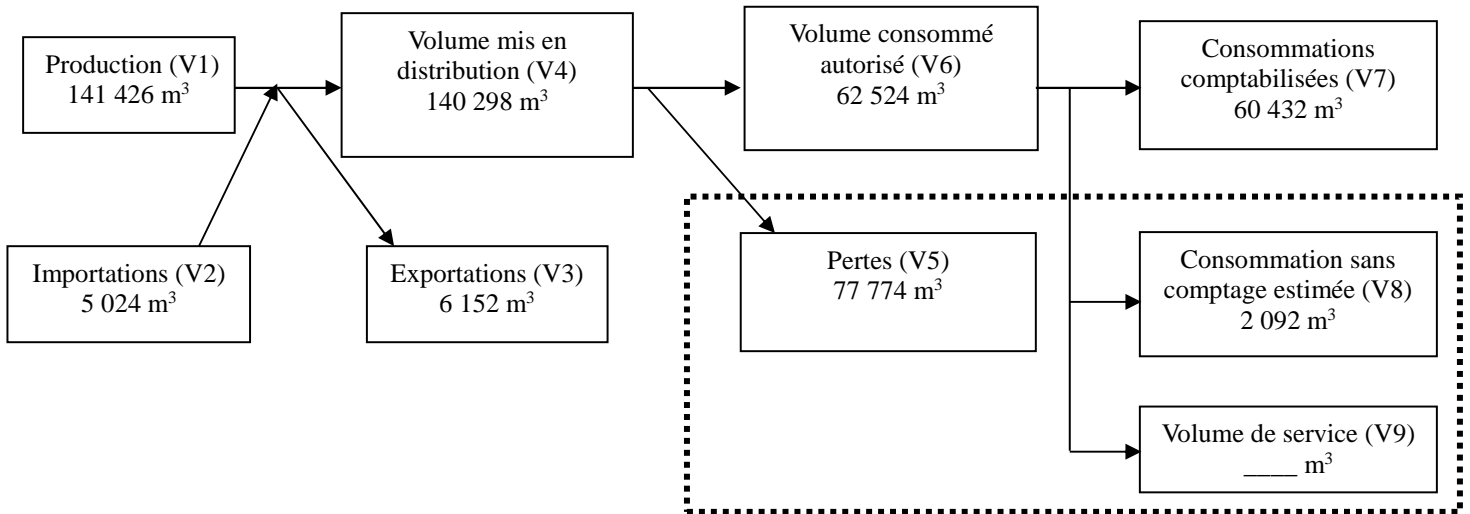 Production (V1)
141 426 m³
Volume mis en
distribution (V4)
140 298 m³
Volume consommé
autorisé (V6)
62 524 m³
Consommations
comptabilisées (V7)
60 432 m³
Importations (V2)
5 024 m³
Exportations (V3)
6 152 m³
Pertes (V5)
77 774 m³
Consommation sans
comptage estimée (V8)
2 092 m³
Volume de service (V9)
____ m³